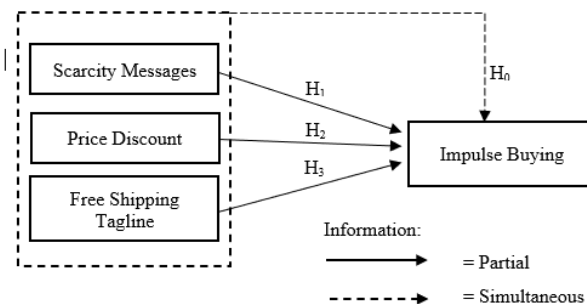 Scarcity Messages
H₀
H₁
Price Discount
H₂
Impulse Buying
H₃
Free Shipping
Tagline
Information:
= Partial
= Simultaneous